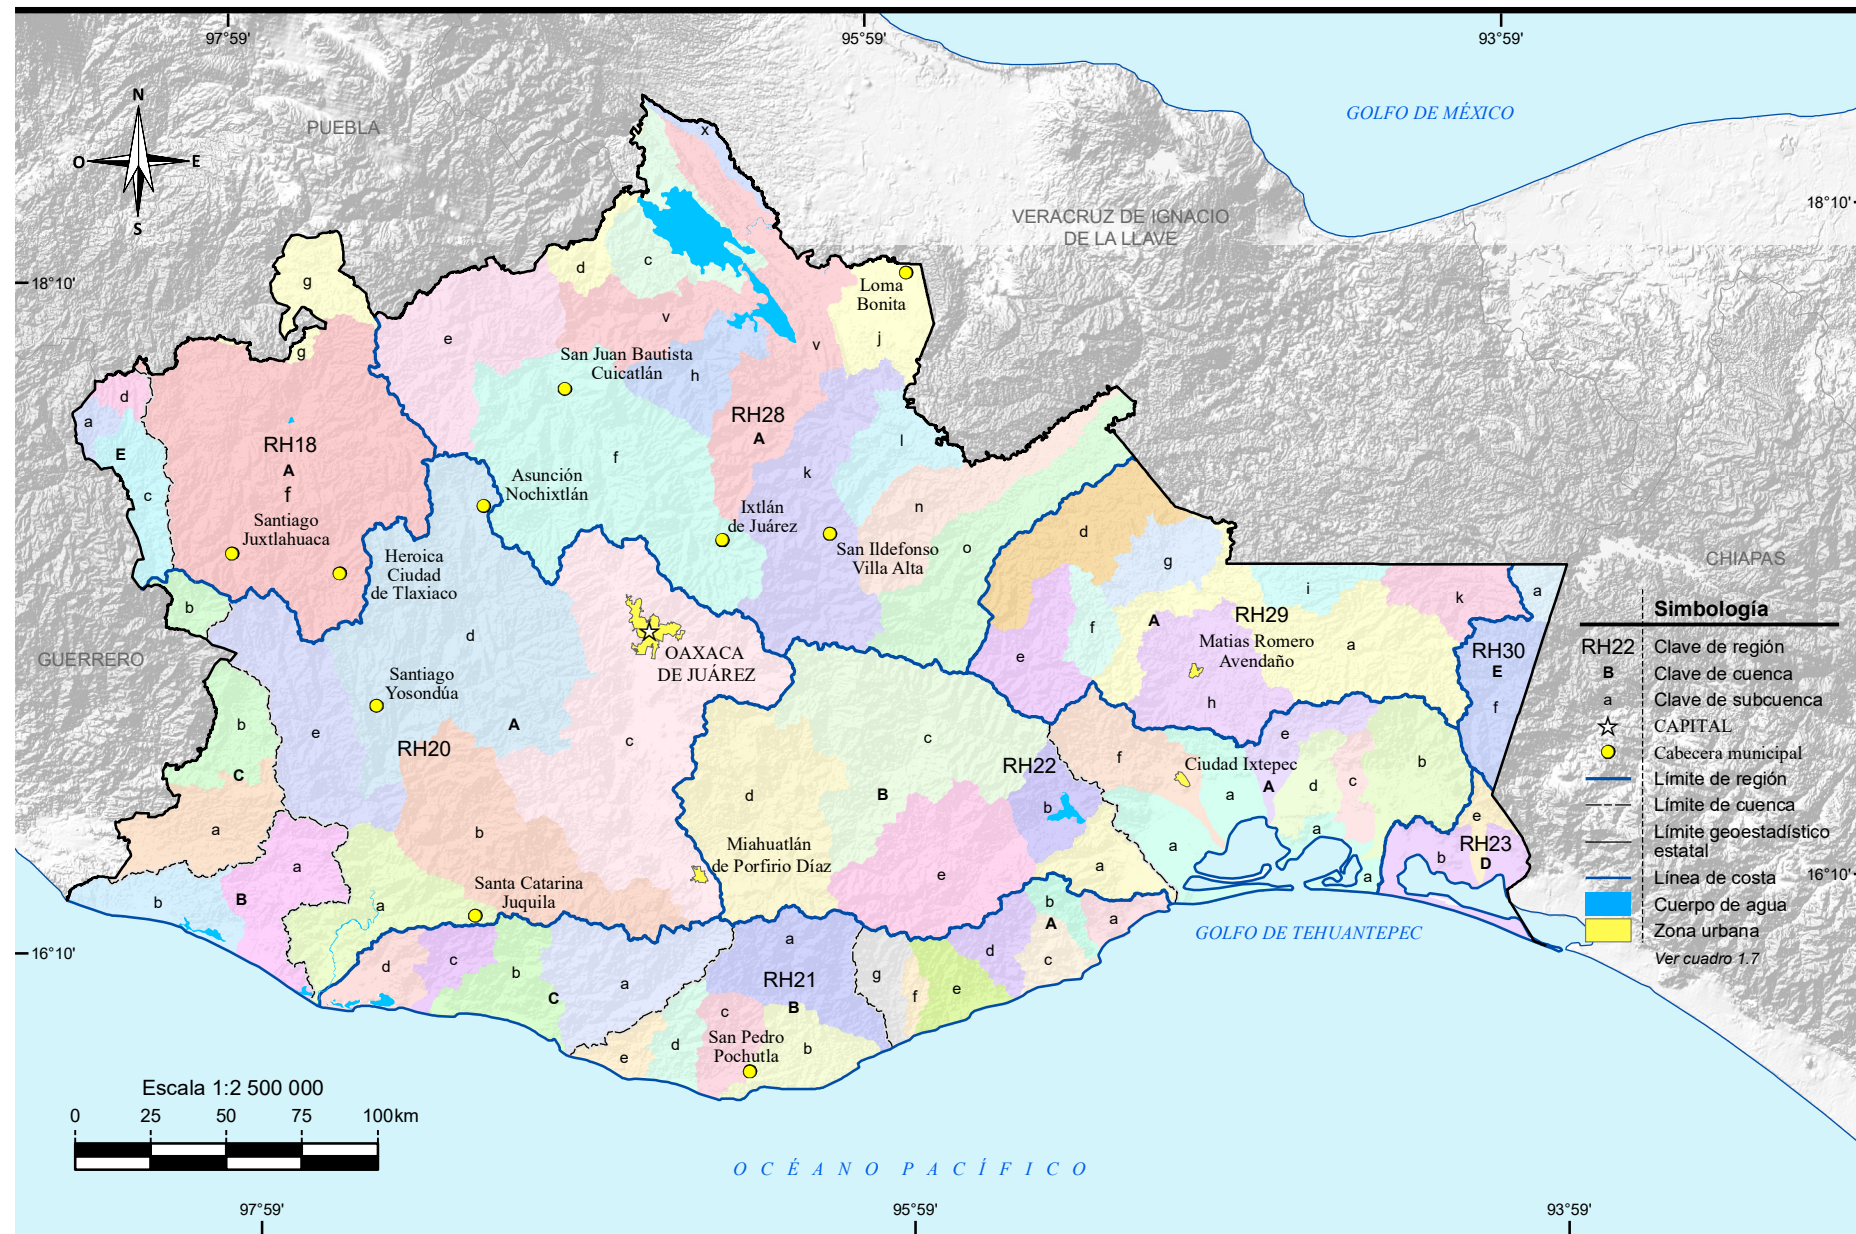 97°59'
95°59'
93°59'
GOLFO DE MÉXICO
PUEBLA
x
N
O
E
S
VERACRUZ DE IGNACIO
DE LA LLAVE
18°10'
18°10'
g
d
c
Loma
Bonita
v
e
j
v
g
San Juan Bautista
Cuicatlán
h
d
a
E
c
RH18
A
f
RH28
A
l
f
k
Asunción
Nochixtlán
Ixtlán
de Juárez
n
Santiago
Juxtlahuaca
San Ildefonso
Villa Alta
o
d
g
CHIAPAS
Heroica
Ciudad
de Tlaxiaco
b
i
k
a
RH29
A
f
Matias Romero
Avendaño
a
e
h
RH30
E
f
d
OAXACA
DE JUÁREZ
GUERRERO
Santiago
Yosondúa
b
e
A
RH20
c
c
RH22
f
e
Ciudad Ixtepec
A
a
d
c
b
C
d
B
b
a
b
Miahuatlán
de Porfirio Díaz
a
a
a
e
RH23
D
b
16°10'
a
e
a
b
B
a
Santa Catarina
Juquila
b
A
a
GOLFO DE TEHUANTEPEC
16°10'
d
c
b
C
a
a
RH21
B
g
f
e
d
c
c
San Pedro
Pochutla
b
e
d
Simbología
RH22 Clave de región
B Clave de cuenca
a Clave de subcuenca
CAPITAL
Cabecera municipal
Límite de región
Límite de cuenca
Límite geoestadístico
estatal
Línea de costa
Cuerpo de agua
Zona urbana
Ver cuadro 1.7
Escala 1:2 500 000
0 25 50 75 100km
OCÉANO PACÍFICO
97°59'
95°59'
93°59'